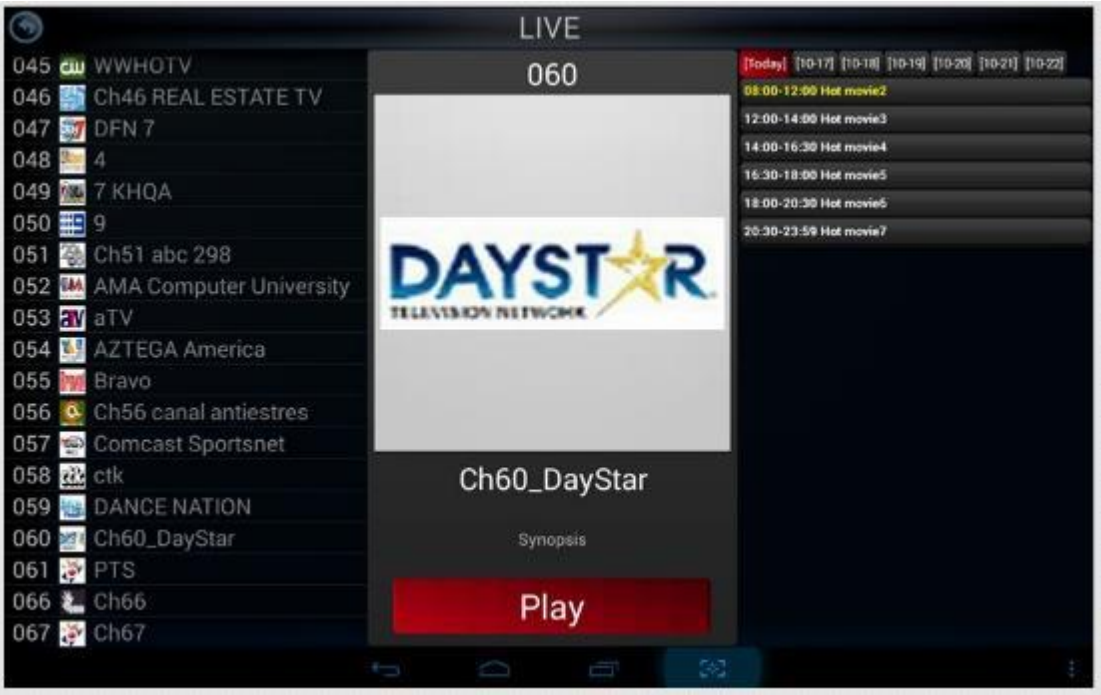 LIVE
045 CW WWHOTV
046 Ch46 REAL ESTATE TV
047 DFN 7
048 4
049 7 KHQA
050 9
051 Ch51 abc 298
052 AMA Computer University
053 aTV aTV
054 AZTEGA America
055 Bravo
056 Ch56 canal antiestres
057 Comcast Sportsnet
058 ctk
059 DANCE NATION
060 Ch60_DayStar
061 PTS
066 Ch66
067 Ch67
060
DAYSTAR
TELEVISION NETWORK
Ch60_DayStar
Synopsis
Play
[Today] [10-17] [10-18] [10-19] [10-20] [10-21] [10-22]
08:00-12:00 Hot movie2
12:00-14:00 Hot movie3
14:00-16:30 Hot movie4
16:30-18:00 Hot movie5
18:00-20:30 Hot movie6
20:30-23:59 Hot movie7